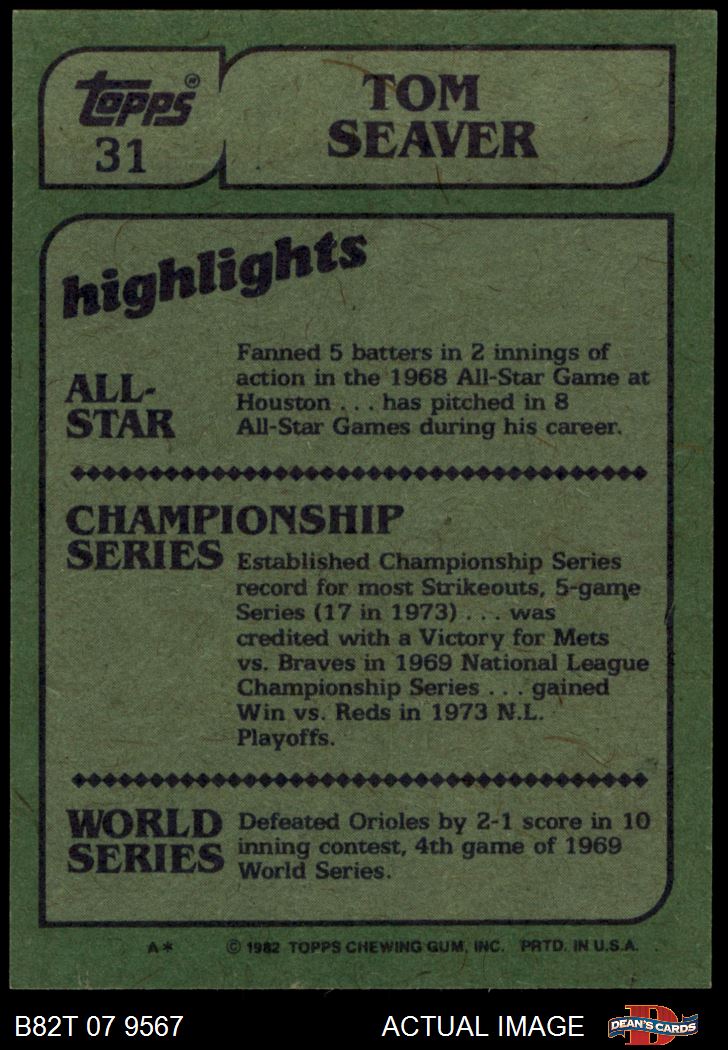 topps®
31
TOM
SEAVER
highlights
ALL-
STAR
Fanned 5 batters in 2 innings of
action in the 1968 All-Star Game at
Houston . . . has pitched in 8
All-Star Games during his career.
CHAMPIONSHIP
SERIES
Established Championship Series
record for most Strikeouts, 5-game
Series (17 in 1973) . . . was
credited with a Victory for Mets
vs. Braves in 1969 National League
Championship Series . . . gained
Win vs. Reds in 1973 N.L.
Playoffs.
WORLD
SERIES
Defeated Orioles by 2-1 score in 10
inning contest, 4th game of 1969
World Series.
A* © 1982 TOPPS CHEWING GUM, INC. PRTD. IN U.S.A.
B82T 07 9567 ACTUAL IMAGE D DEAN'S CARDS